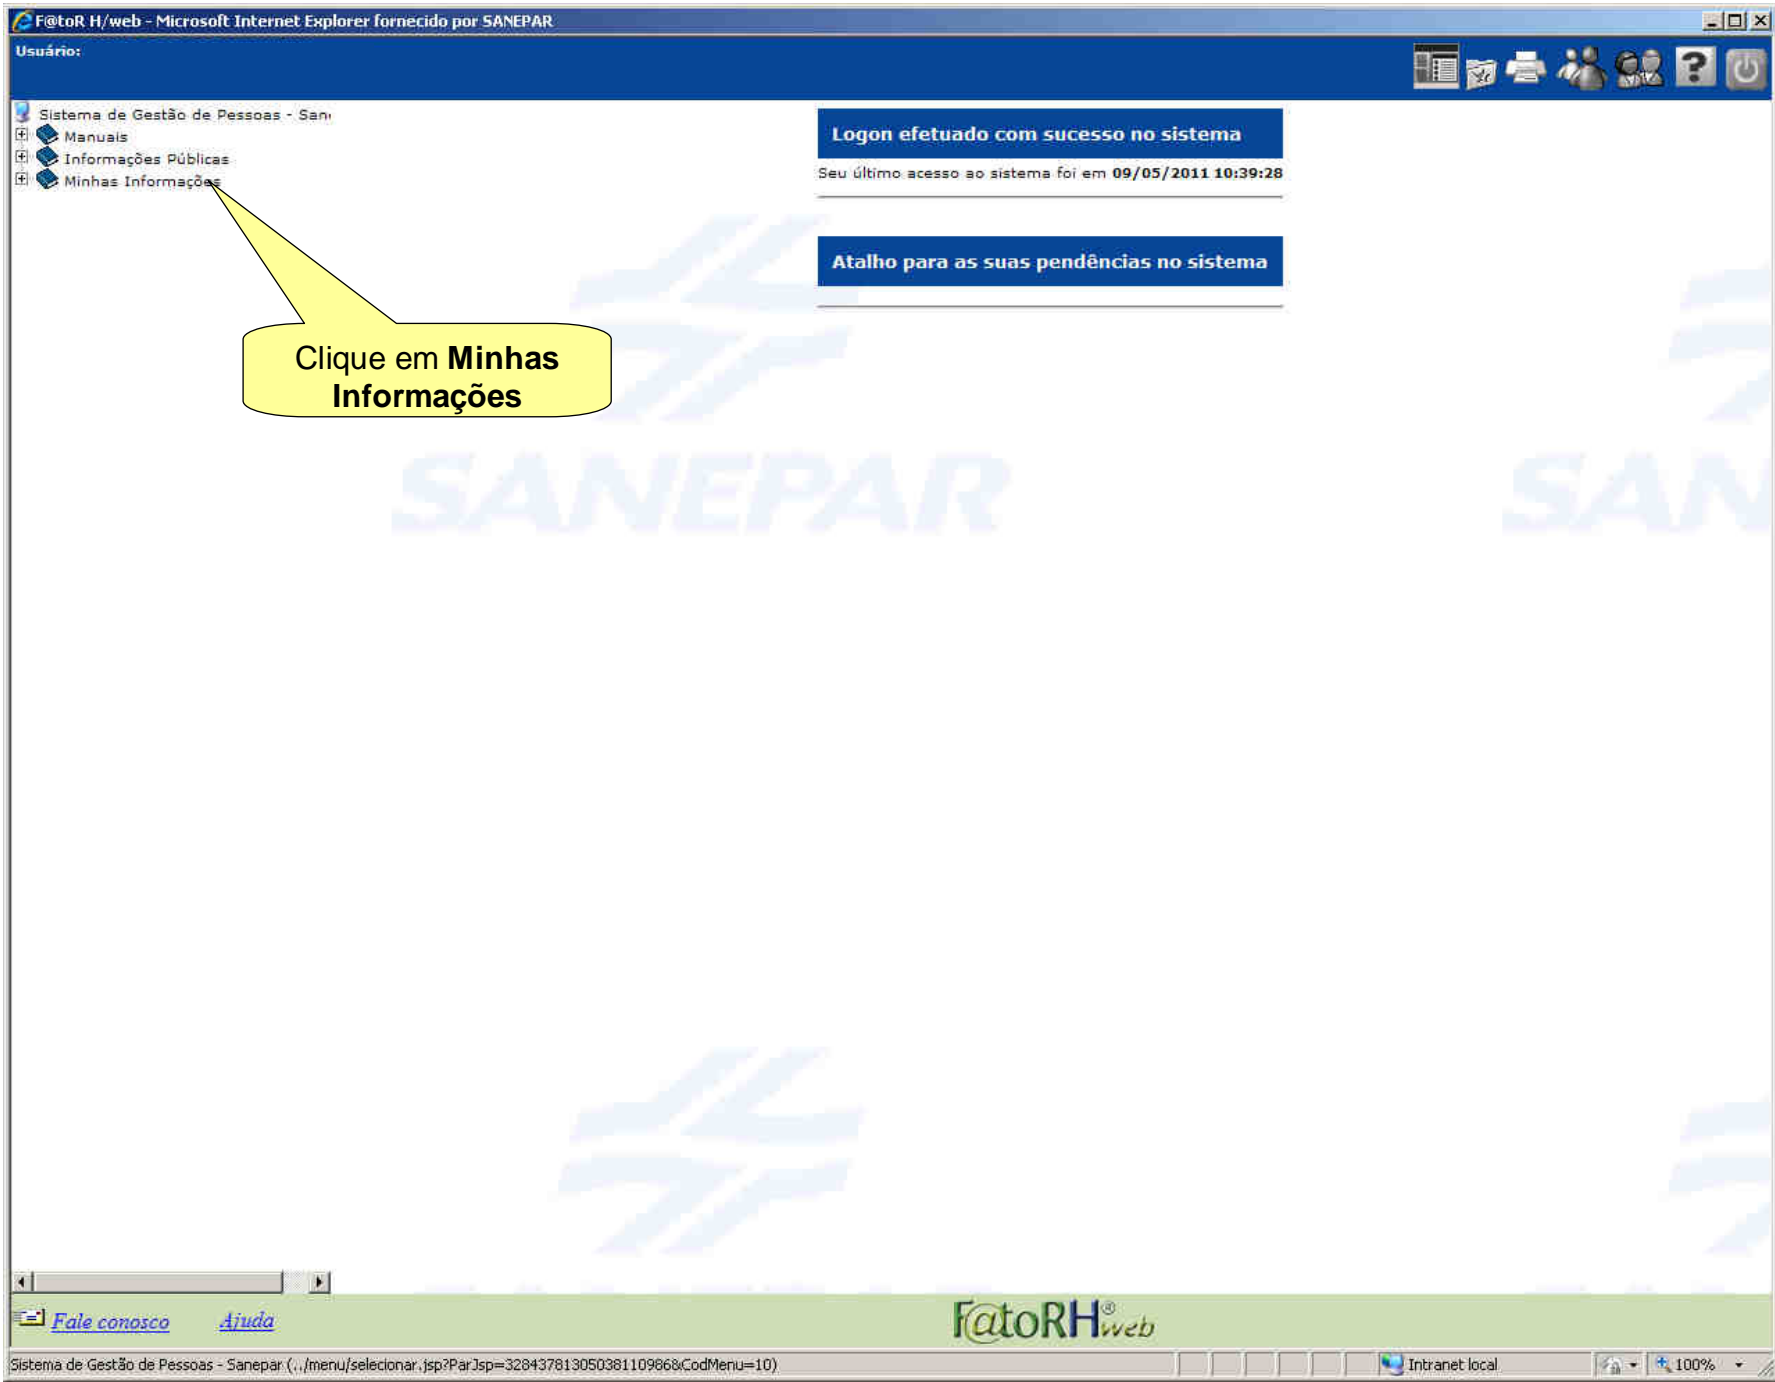 F@toR H/web - Microsoft Internet Explorer fornecido por SANEPAR
Usuário:
Sistema de Gestão de Pessoas - San
Manuais
Informações Públicas
Minhas Informações
Logon efetuado com sucesso no sistema
Seu último acesso ao sistema foi em 09/05/2011 10:39:28
Atalho para as suas pendências no sistema
Clique em Minhas
Informações
SANEPAR
SAN
Fale conosco
Ajuda
F@toRH®web
Sistema de Gestão de Pessoas - Sanepar (../menu/selecionar.jsp?ParJsp=32843781305038110986&CodMenu=10)
Intranet local
100%